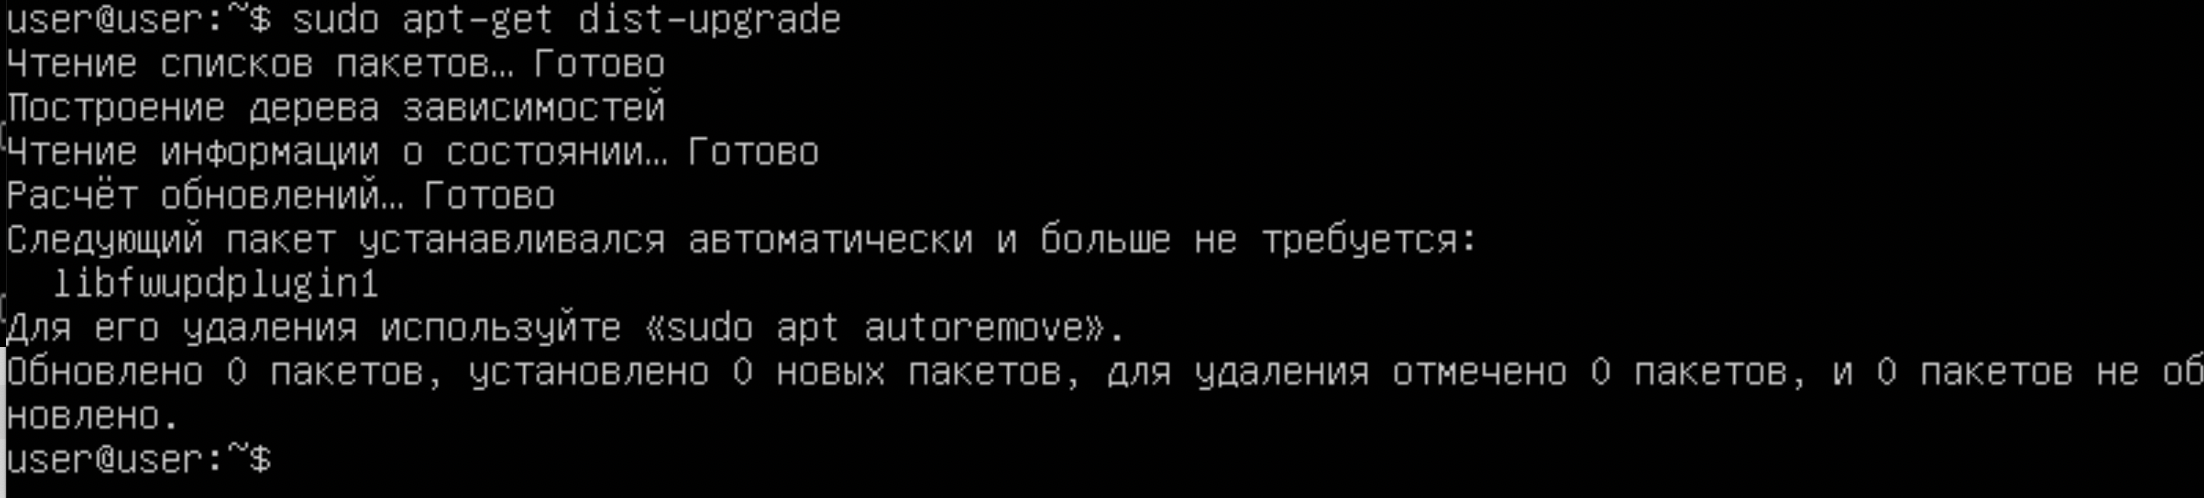 user@user:~$ sudo apt-get dist-upgrade
Чтение списков пакетов… Готово
Построение дерева зависимостей
Чтение информации о состоянии… Готово
Расчёт обновлений… Готово
Следующий пакет устанавливался автоматически и больше не требуется:
  libfwupdplugin1
Для его удаления используйте «sudo apt autoremove».
Обновлено 0 пакетов, установлено 0 новых пакетов, для удаления отмечено 0 пакетов, и 0 пакетов не об
новлено.
user@user:~$